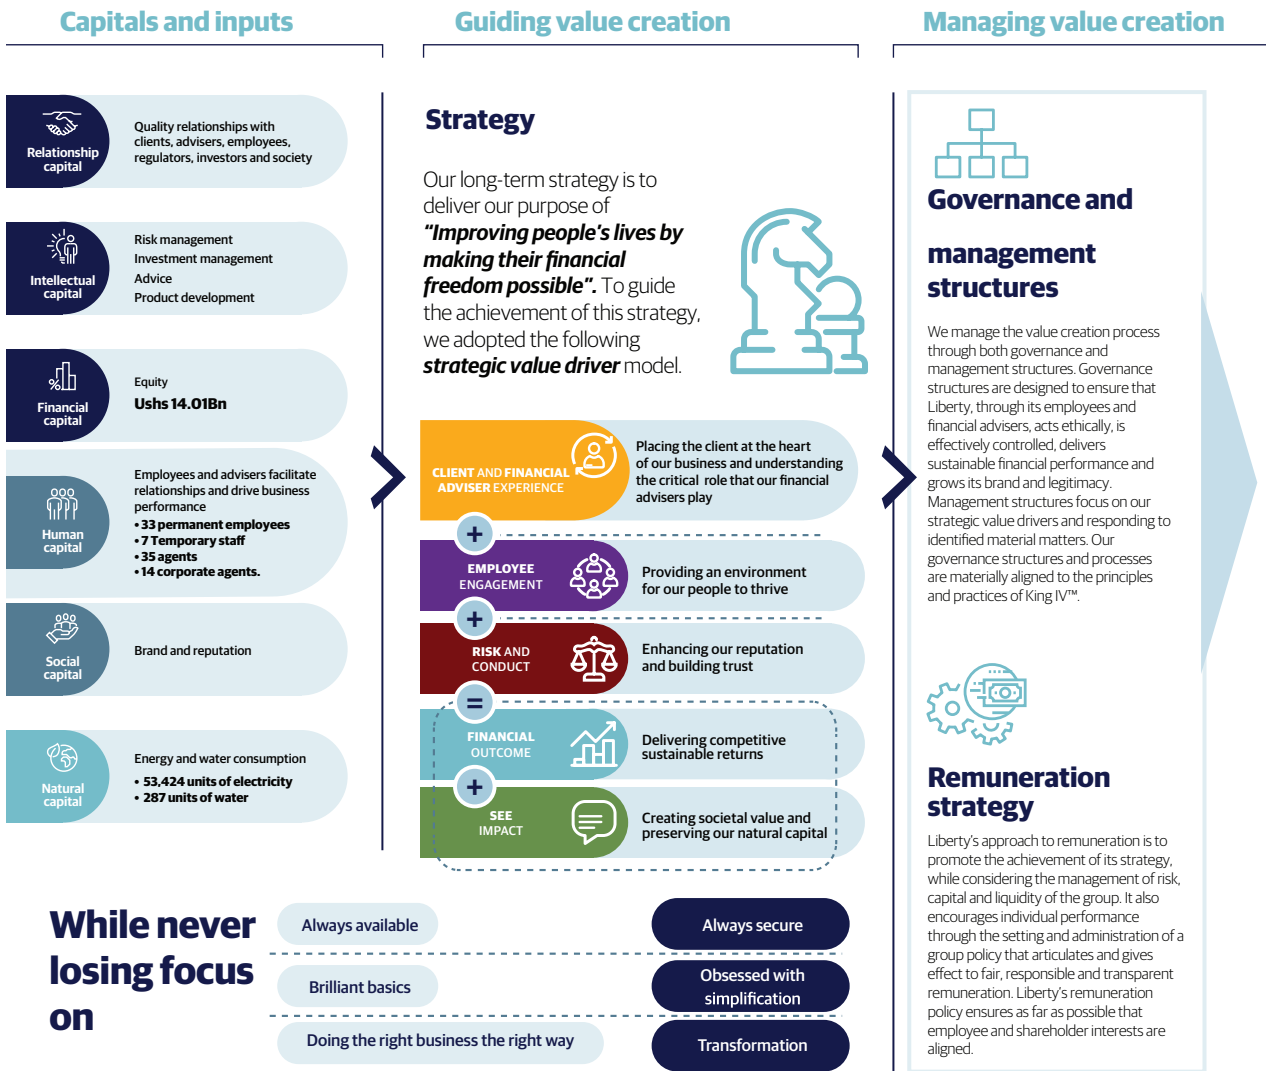 Capitals and inputs
Guiding value creation
Managing value creation
Relationship
capital
Quality relationships with
clients, advisers, employees,
regulators, investors and society
Intellectual
capital
Risk management
Investment management
Advice
Product development
%
Financial
capital
Equity
Ushs 14.01Bn
Human
capital
Employees and advisers facilitate
relationships and drive business
performance
• 33 permanent employees
• 7 Temporary staff
• 35 agents
• 14 corporate agents.
Social
capital
Brand and reputation
Natural
capital
Energy and water consumption
• 53,424 units of electricity
• 287 units of water
Strategy
Our long-term strategy is to
deliver our purpose of
“Improving people's lives by
making their financial
freedom possible”. To guide
the achievement of this strategy,
we adopted the following
strategic value driver model.
CLIENT AND FINANCIAL
ADVISER EXPERIENCE
Placing the client at the heart
of our business and understanding
the critical role that our financial
advisers play
+
EMPLOYEE
ENGAGEMENT
Providing an environment
for our people to thrive
+
RISK AND
CONDUCT
Enhancing our reputation
and building trust
=
FINANCIAL
OUTCOME
Delivering competitive
sustainable returns
+
SEE
IMPACT
Creating societal value and
preserving our natural capital
Governance and
management
structures
We manage the value creation process
through both governance and
management structures. Governance
structures are designed to ensure that
Liberty, through its employees and
financial advisers, acts ethically, is
effectively controlled, delivers
sustainable financial performance and
grows its brand and legitimacy.
Management structures focus on our
strategic value drivers and responding to
identified material matters. Our
governance structures and processes
are materially aligned to the principles
and practices of King IV™.
Remuneration
strategy
Liberty’s approach to remuneration is to
promote the achievement of its strategy,
while considering the management of risk,
capital and liquidity of the group. It also
encourages individual performance
through the setting and administration of a
group policy that articulates and gives
effect to fair, responsible and transparent
remuneration. Liberty’s remuneration
policy ensures as far as possible that
employee and shareholder interests are
aligned.
While never
losing focus
on
Always available
Always secure
Brilliant basics
Obsessed with
simplification
Doing the right business the right way
Transformation